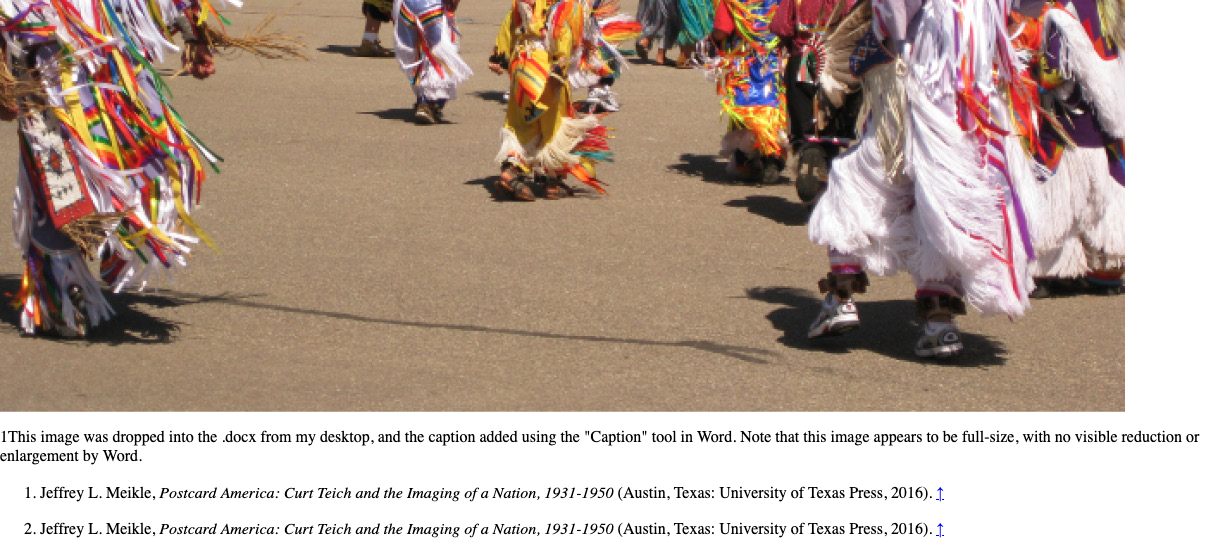 1This image was dropped into the .docx from my desktop, and the caption added using the "Caption" tool in Word. Note that this image appears to be full-size, with no visible reduction or
enlargement by Word.
1. Jeffrey L. Meikle, Postcard America: Curt Teich and the Imaging of a Nation, 1931-1950 (Austin, Texas: University of Texas Press, 2016). ↑
2. Jeffrey L. Meikle, Postcard America: Curt Teich and the Imaging of a Nation, 1931-1950 (Austin, Texas: University of Texas Press, 2016). ↑